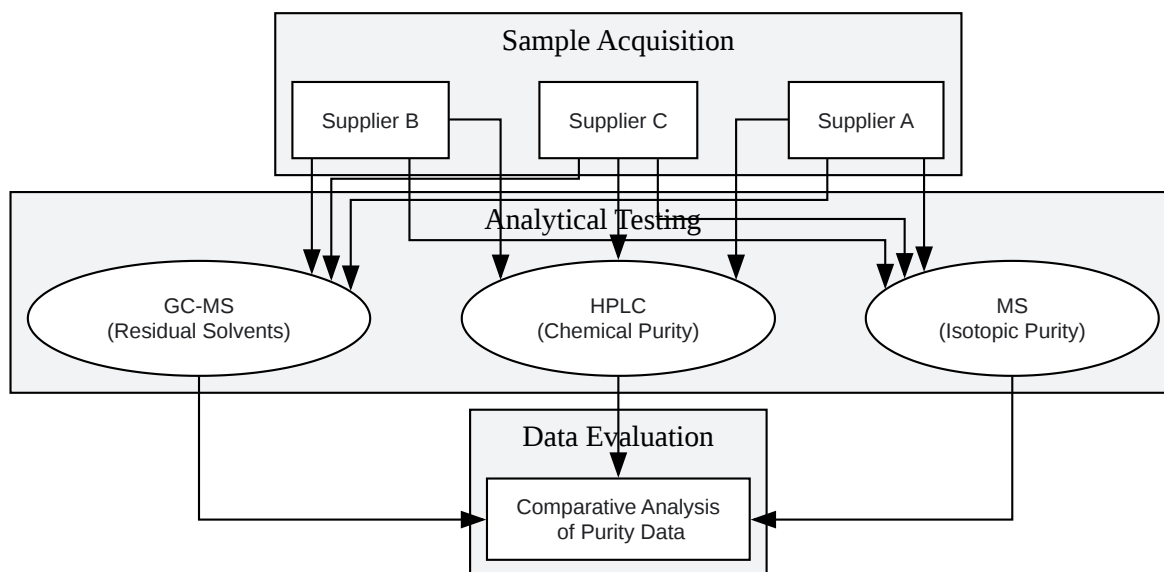 Sample Acquisition
Supplier B
Supplier C
Supplier A
Analytical Testing
GC-MS
(Residual Solvents)
HPLC
(Chemical Purity)
MS
(Isotopic Purity)
Data Evaluation
Comparative Analysis
of Purity Data